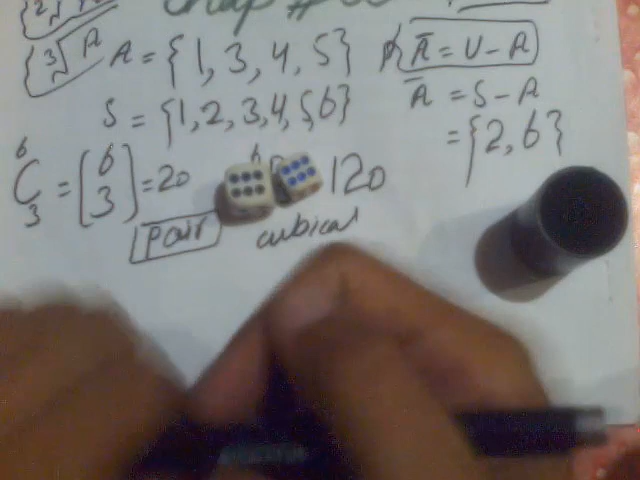 A = {1, 3, 4, 5} Ā = U - A
S = {1, 2, 3, 4, 5, 6} Ā = S - A
= {2, 6}
⁶C₃ = (6 3) = 20 120
pair cubical